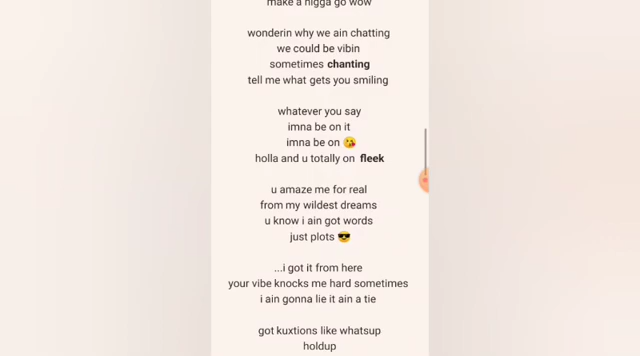 make a nigga go wow
wonderin why we ain chatting
we could be vibin
sometimes chanting
tell me what gets you smiling
whatever you say
imna be on it
imna be on 😘
holla and u totally on fleek
u amaze me for real
from my wildest dreams
u know i ain got words
just plots 😎
...i got it from here
your vibe knocks me hard sometimes
i ain gonna lie it ain a tie
got kuxtions like whatsup
holdup